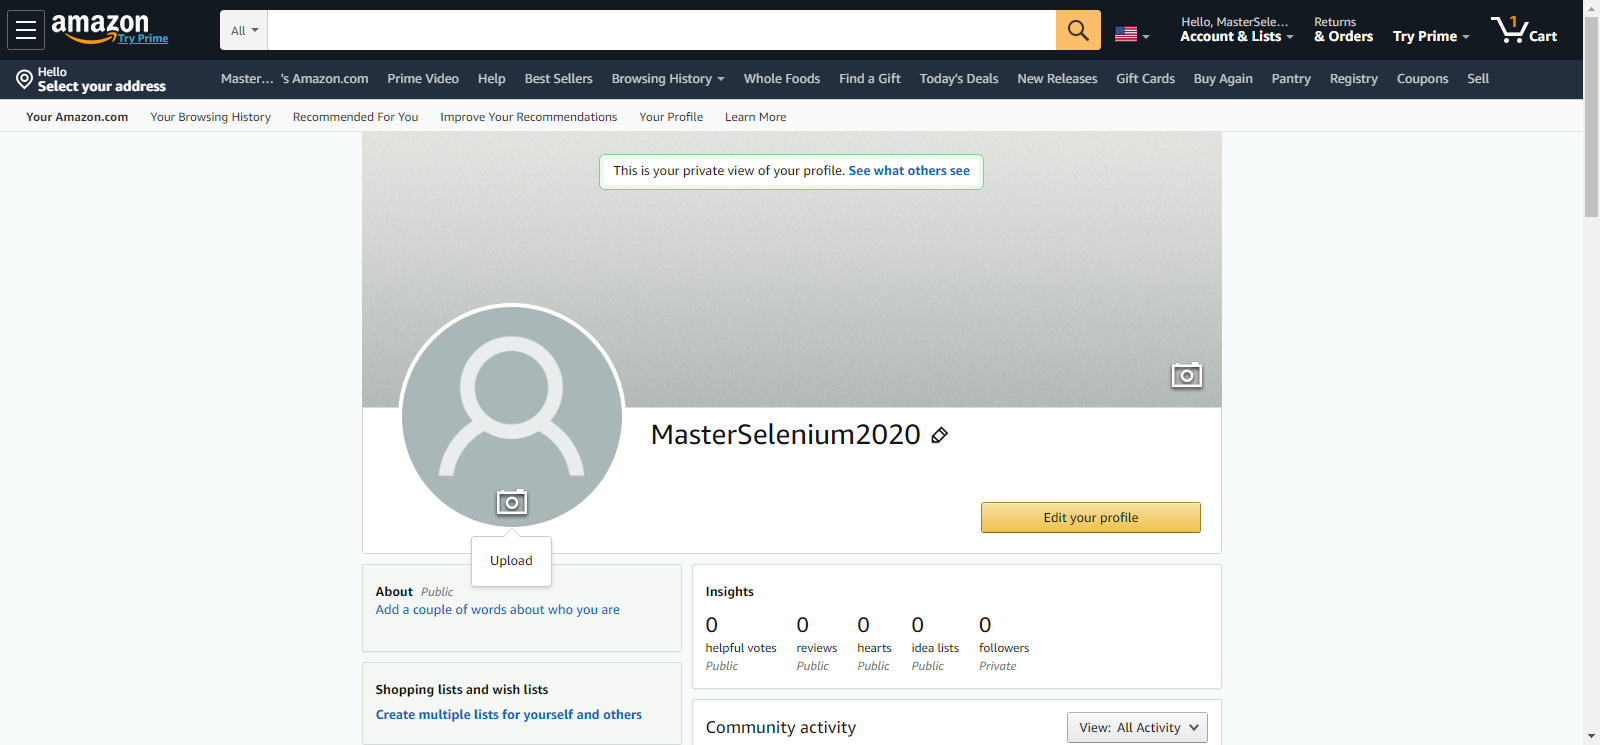 amazon
Try Prime
All
Hello, MasterSele...
Account & Lists
Returns
& Orders
Try Prime
1
Cart
Hello
Select your address
Master... 's Amazon.com
Prime Video
Help
Best Sellers
Browsing History
Whole Foods
Find a Gift
Today's Deals
New Releases
Gift Cards
Buy Again
Pantry
Registry
Coupons
Sell
Your Amazon.com
Your Browsing History
Recommended For You
Improve Your Recommendations
Your Profile
Learn More
This is your private view of your profile. See what others see
MasterSelenium2020
Edit your profile
Upload
About Public
Add a couple of words about who you are
Shopping lists and wish lists
Create multiple lists for yourself and others
Insights
0 0 0 0 0
helpful votes reviews hearts idea lists followers
Public Public Public Public Private
Community activity
View: All Activity